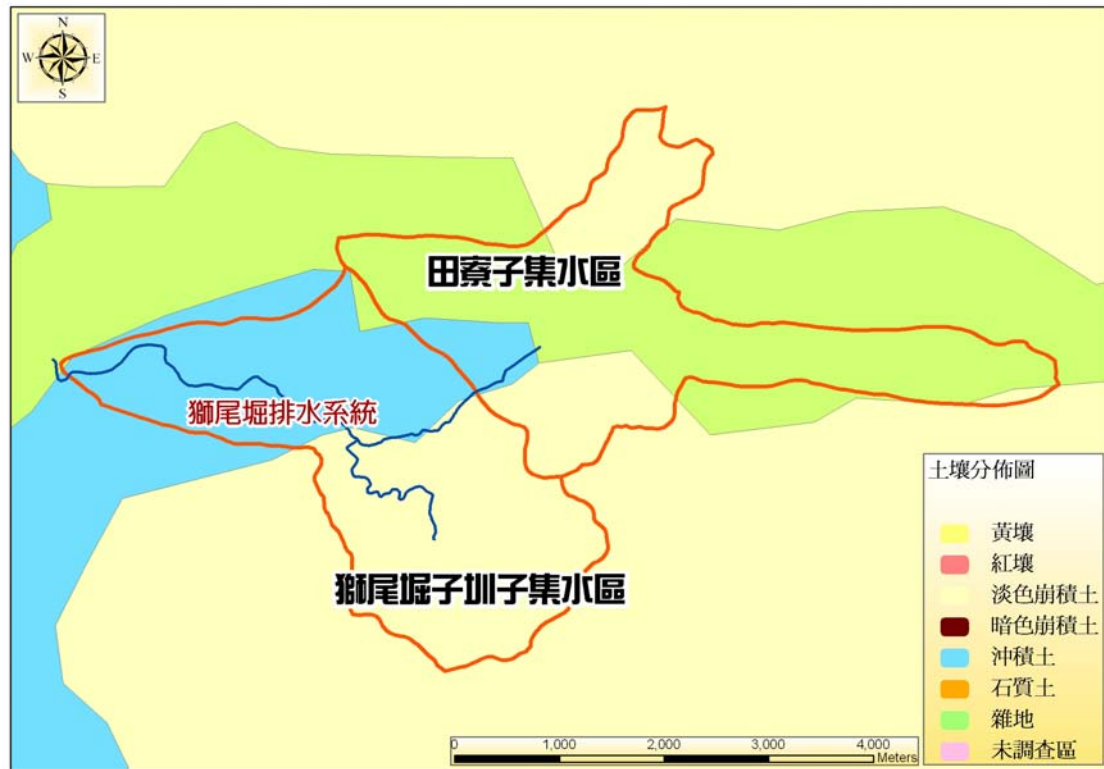 N
W E
S
田寮子集水區
獅尾堀排水系統
獅尾堀子圳子集水區
土壤分佈圖
黃壤
紅壤
淡色崩積土
暗色崩積土
沖積土
石質土
雜地
未調查區
0 1,000 2,000 3,000 4,000
Meters